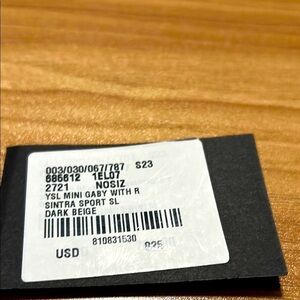 003/030/067/787 S23
685612 1EL07
2721 NOSIZ
YSL MINI GABY WITH R
SINTRA SPORT SL
DARK BEIGE
810831530
USD